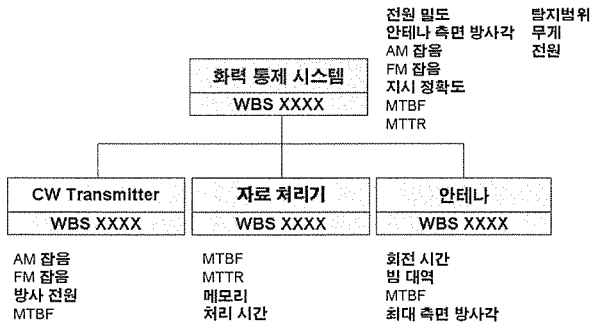 전원 밀도 탐지범위
안테나 측면 방사각 무게
AM 잡음 전원
FM 잡음
지시 정확도
MTBF
MTTR
화력 통제 시스템
WBS XXXX
CW Transmitter
WBS XXXX
자료 처리기
WBS XXXX
안테나
WBS XXXX
AM 잡음
FM 잡음
방사 전원
MTBF
MTBF
MTTR
메모리
처리 시간
회전 시간
빔 대역
MTBF
최대 측면 방사각